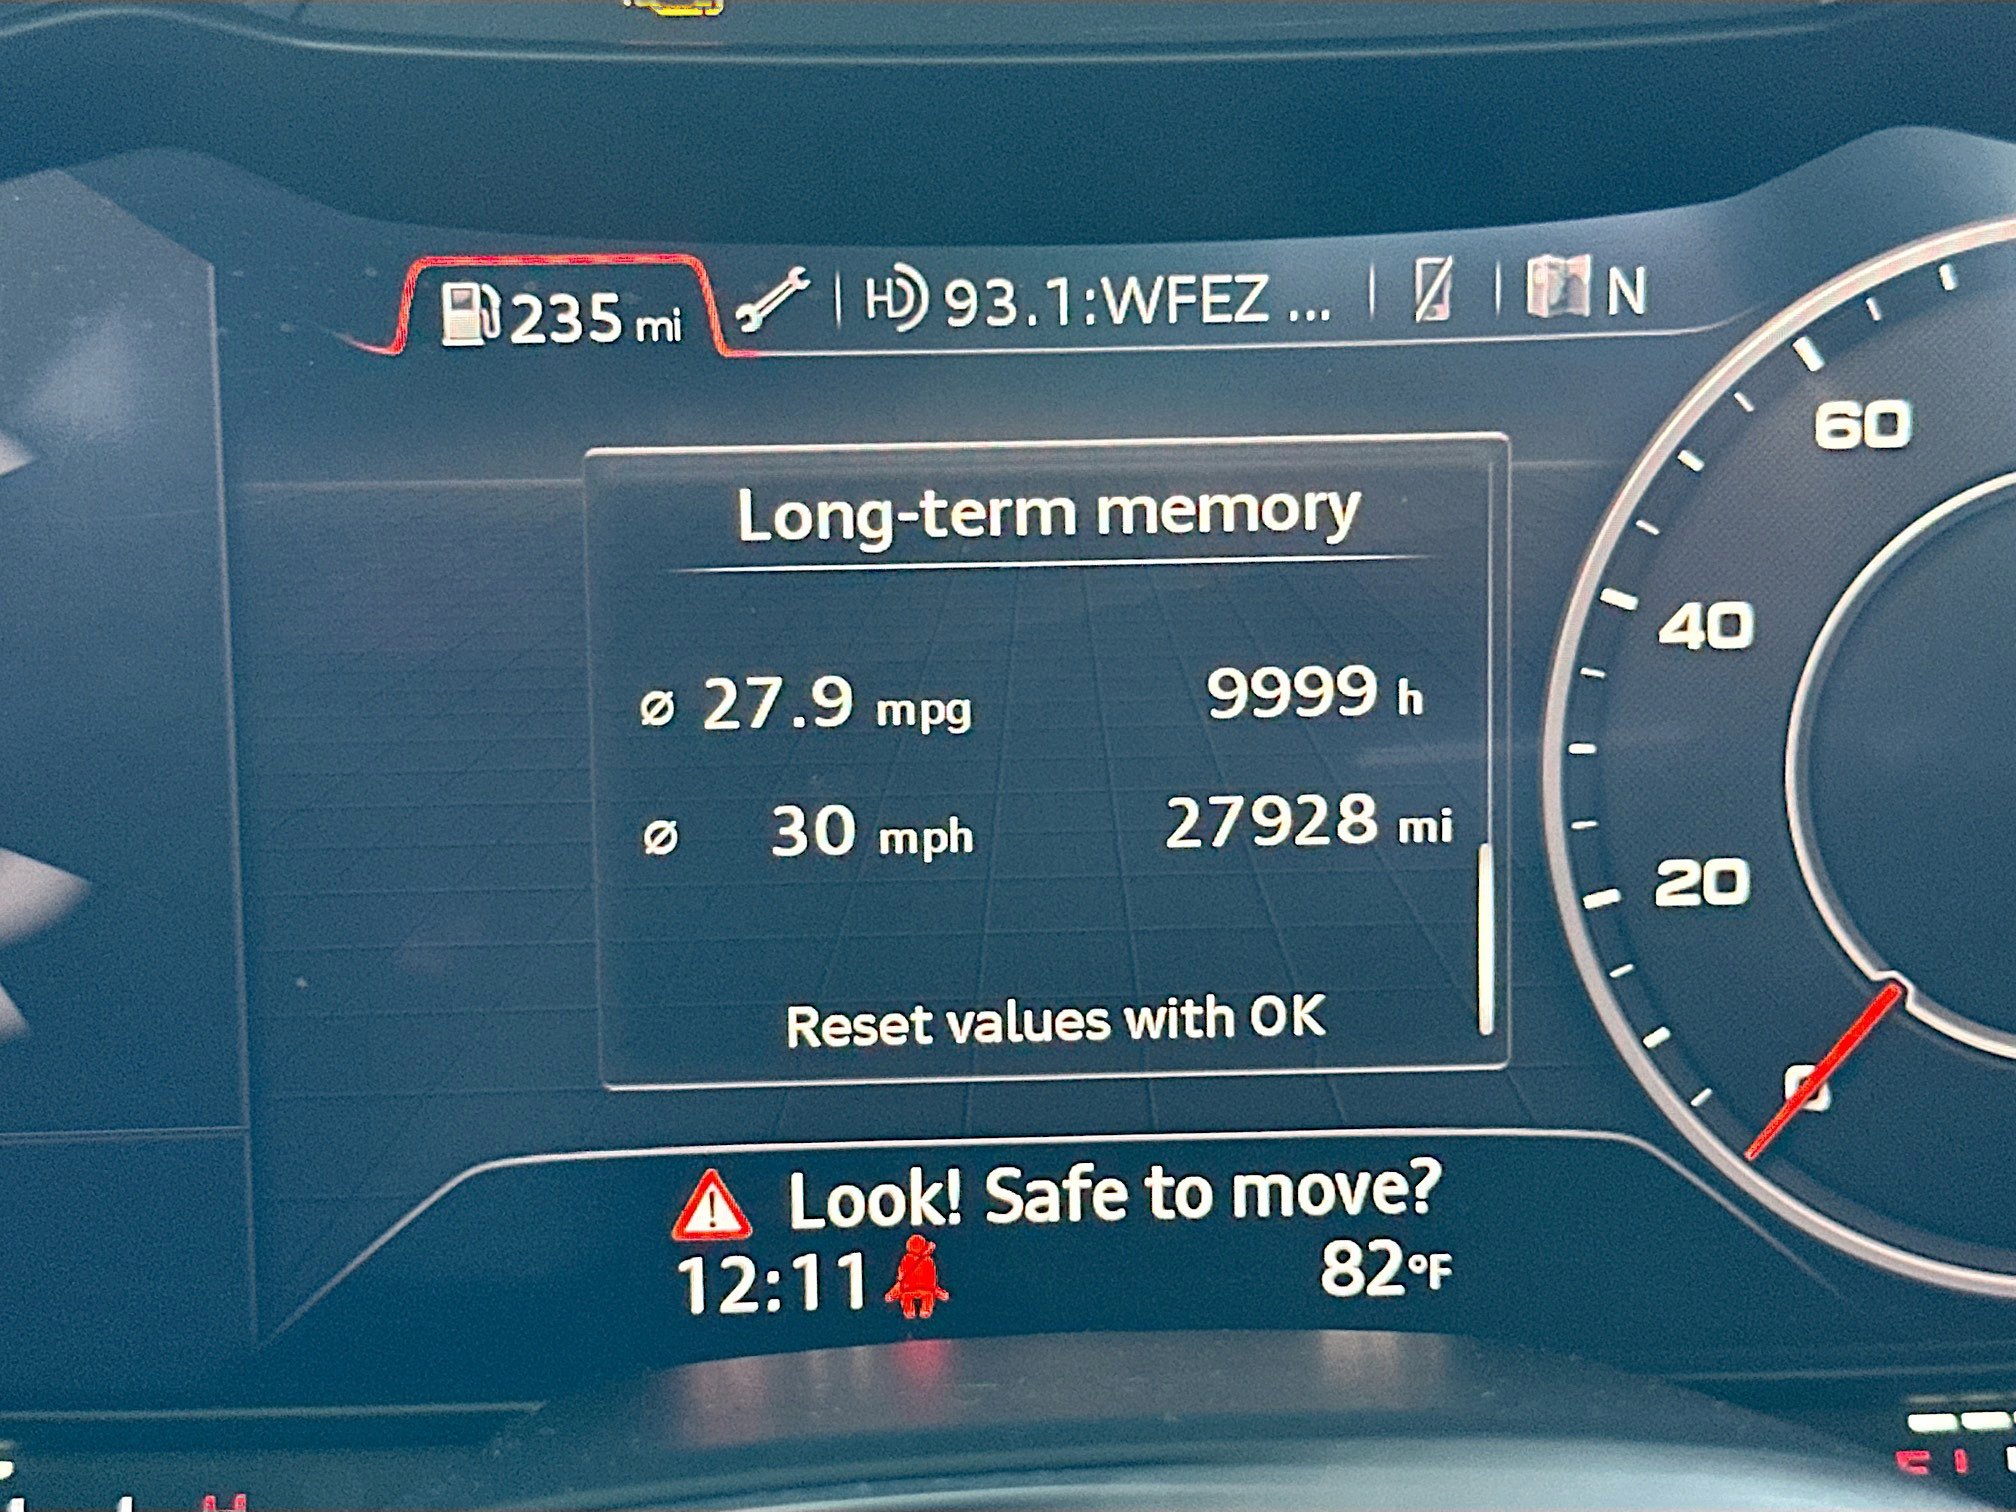 235 mi
HD 93.1:WFEZ ...
N
Long-term memory
ø 27.9 mpg 9999 h
ø 30 mph 27928 mi
Reset values with OK
60
40
20
0
Look! Safe to move?
12:11 82°F